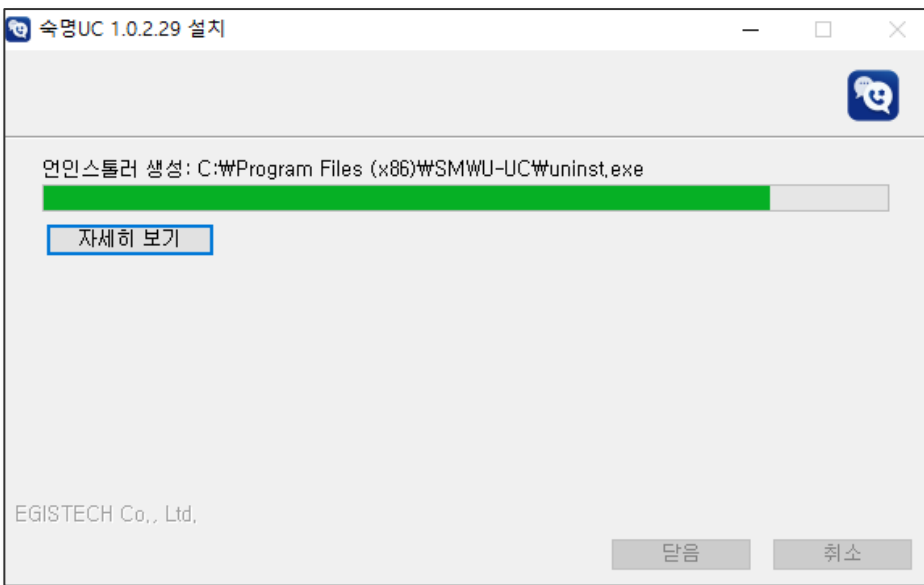 숙명UC 1.0.2.29 설치
언인스톨러 생성: C:₩Program Files (x86)₩SMWU-UC₩uninst.exe
자세히 보기
EGISTECH Co., Ltd.
닫음
취소